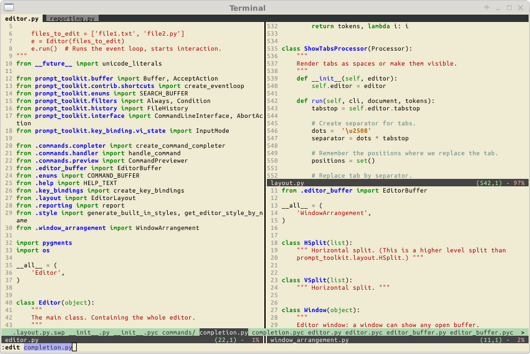 Terminal
editor.py reporting.py
5
6 files_to_edit = ['file1.txt', 'file2.py']
7 e = Editor(files_to_edit)
8 e.run() # Runs the event loop, starts interaction.
9 """
10 from __future__ import unicode_literals
11
12 from prompt_toolkit.buffer import Buffer, AcceptAction
13 from prompt_toolkit.contrib.shortcuts import create_eventloop
14 from prompt_toolkit.enums import SEARCH_BUFFER
15 from prompt_toolkit.filters import Always, Condition
16 from prompt_toolkit.history import FileHistory
17 from prompt_toolkit.interface import CommandLineInterface, AbortAc
tion
18 from prompt_toolkit.key_binding.vi_state import InputMode
19
20 from .commands.completer import create_command_completer
21 from .commands.handler import handle_command
22 from .commands.preview import CommandPreviewer
23 from .editor_buffer import EditorBuffer
24 from .enums import COMMAND_BUFFER
25 from .help import HELP_TEXT
26 from .key_bindings import create_key_bindings
27 from .layout import EditorLayout
28 from .reporting import report
29 from .style import generate_built_in_styles, get_editor_style_by_n
ame
30 from .window_arrangement import WindowArrangement
31
32 import pygments
33 import os
34
35 __all__ = (
36 'Editor',
37 )
38
39
40 class Editor(object):
41 """
42 The main class. Containing the whole editor.
43 """
532 return tokens, lambda i: i
533
534
535 class ShowTabsProcessor(Processor):
536 """
537 Render tabs as spaces or make them visible.
538 """
539 def __init__(self, editor):
540 self.editor = editor
541
542 def run(self, cli, document, tokens):
543 tabstop = self.editor.tabstop
544
545 # Create separator for tabs.
546 dots = '\u2508'
547 separator = dots * tabstop
548
549 # Remember the positions where we replace the tab.
550 positions = set()
551
552 # Replace tab by separator.
layout.py (542,1) - 97%
11 from .editor_buffer import EditorBuffer
12
13 __all__ = (
14 'WindowArrangement',
15 )
16
17
18 class HSplit(list):
19 """ Horizontal split. (This is a higher level split than
20 prompt_toolkit.layout.HSplit.) """
21
22
23 class VSplit(list):
24 """ Horizontal split. """
25
26
27 class Window(object):
28 """
29 Editor window: a window can show any open buffer.
.layout.py.swp __init__.py __init__.pyc commands/ completion.py completion.pyc editor.py editor.pyc editor_buffer.py editor_buffer.pyc >
editor.py (22,1) - 1% window_arrangement.py (11,1) - 2%
:edit completion.py